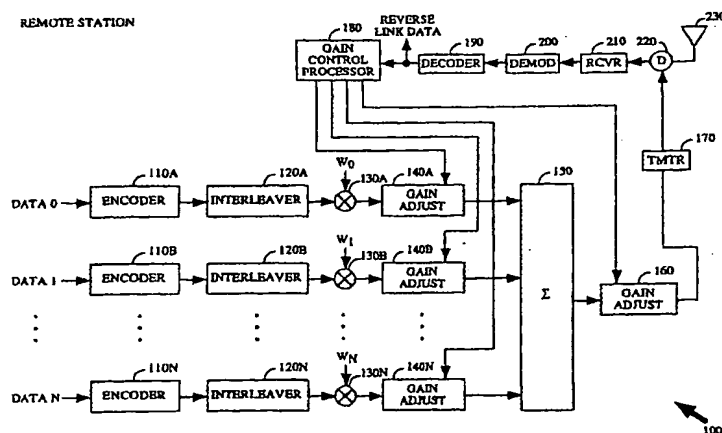 REMOTE STATION
180
GAIN CONTROL PROCESSOR
REVERSE LINK DATA
190
DECODER
200
DEMOD
210
RCVR
220
D
230
170
TMTR
DATA 0
110A
ENCODER
120A
INTERLEAVER
W0
130A
140A
GAIN ADJUST
150
Σ
DATA 1
110B
ENCODER
120B
INTERLEAVER
W1
130B
140B
GAIN ADJUST
160
GAIN ADJUST
DATA N
110N
ENCODER
120N
INTERLEAVER
WN
130N
140N
GAIN ADJUST
100